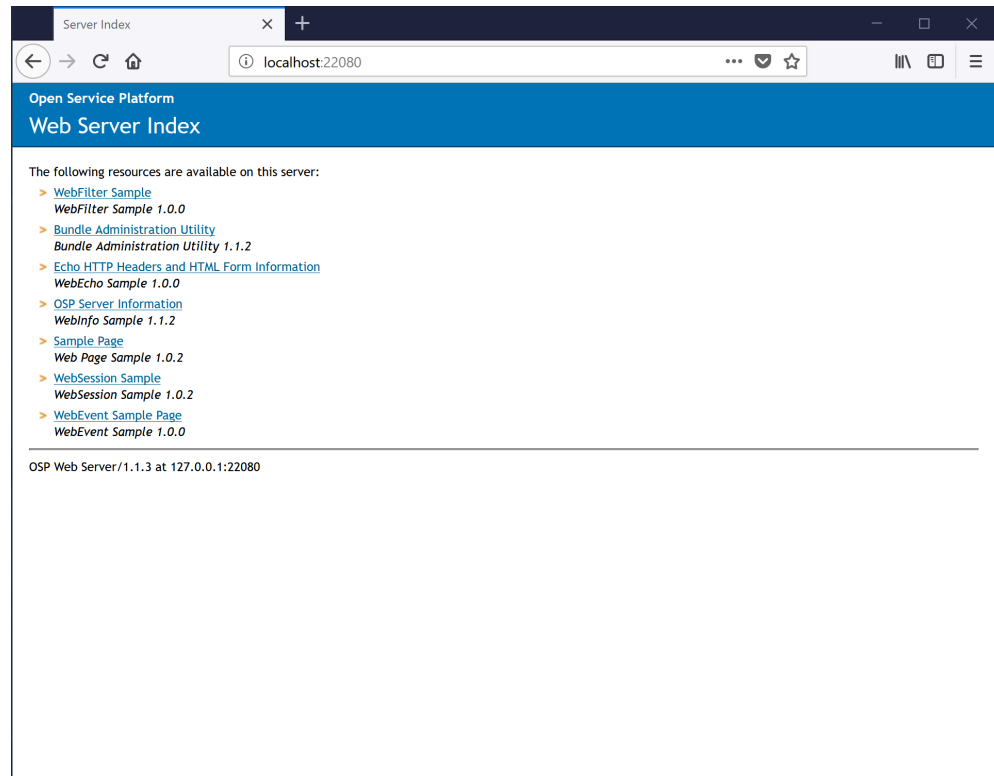 Server Index
localhost:22080
Open Service Platform
Web Server Index
The following resources are available on this server:
WebFilter Sample
WebFilter Sample 1.0.0
Bundle Administration Utility
Bundle Administration Utility 1.1.2
Echo HTTP Headers and HTML Form Information
WebEcho Sample 1.0.0
OSP Server Information
WebInfo Sample 1.1.2
Sample Page
Web Page Sample 1.0.2
WebSession Sample
WebSession Sample 1.0.2
WebEvent Sample Page
WebEvent Sample 1.0.0
OSP Web Server/1.1.3 at 127.0.0.1:22080